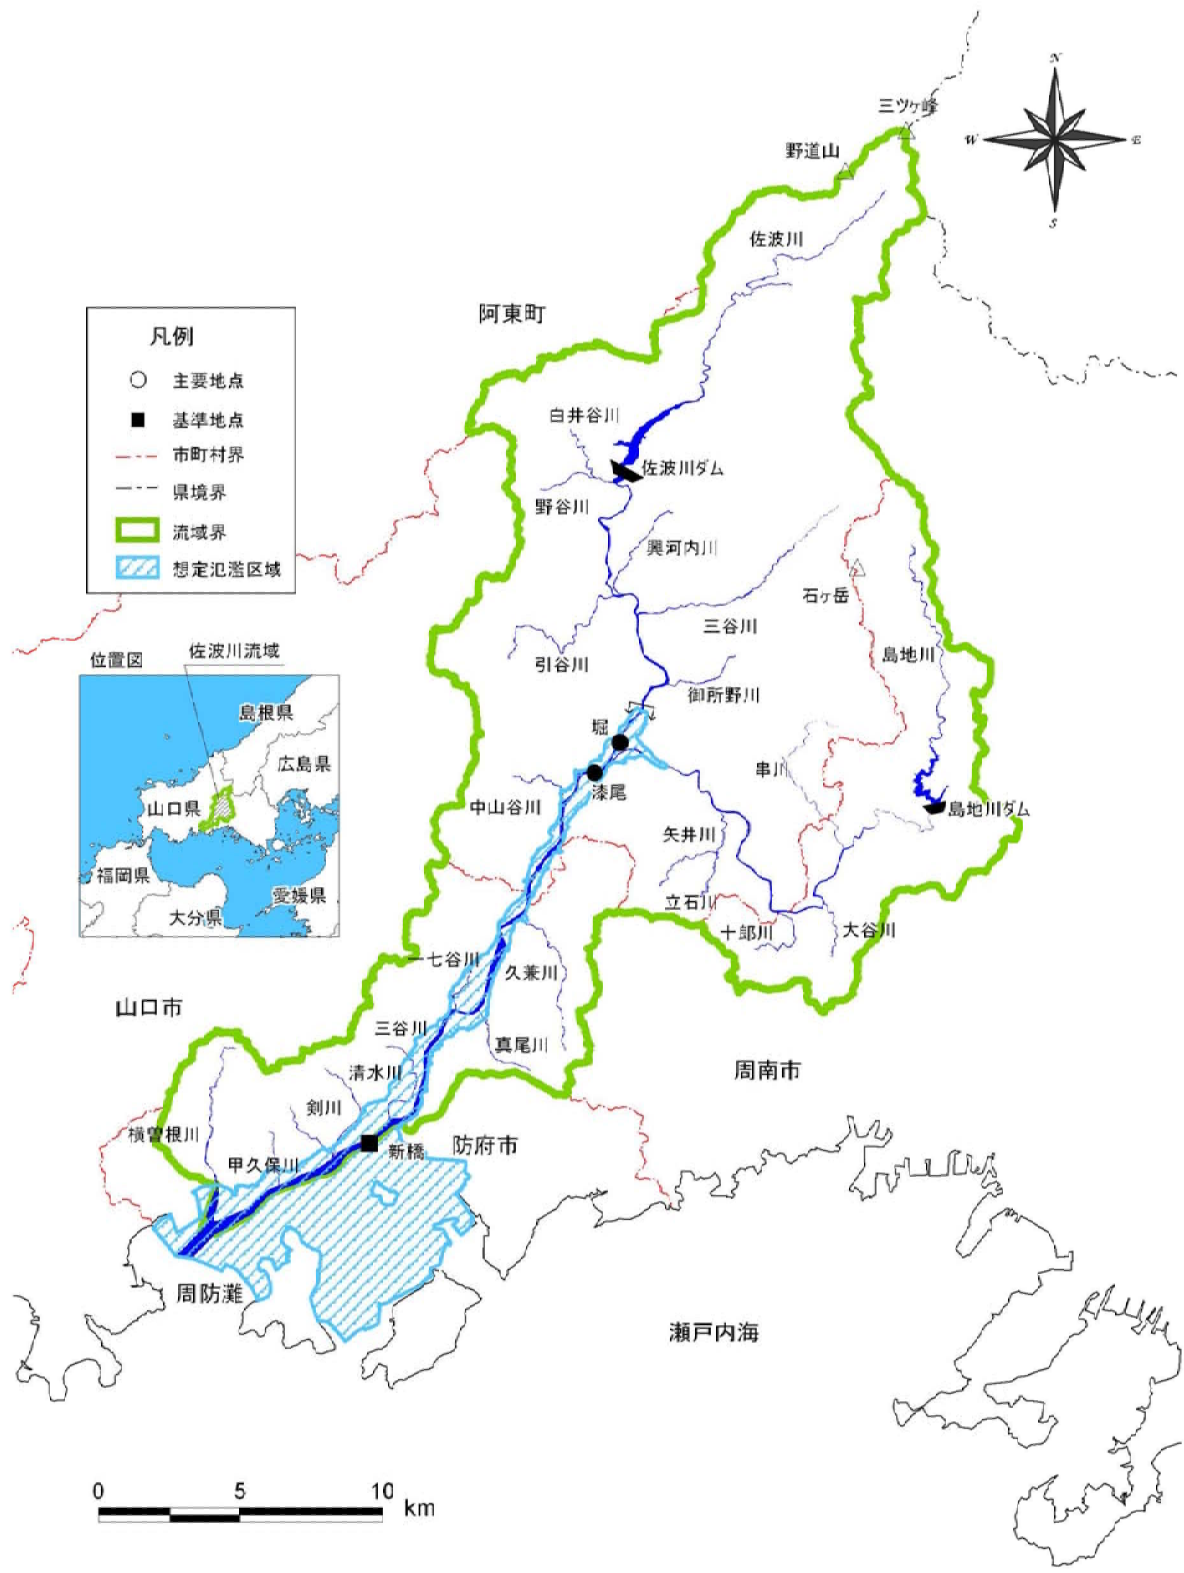 三ツヶ峰
N
W
E
S
野道山
佐波川
阿東町
凡例
主要地点
基準地点
市町村界
県境界
流域界
想定氾濫区域
白井谷川
佐波川ダム
野谷川
興河内川
石ヶ岳
三谷川
島地川
引谷川
御所野川
位置図
佐波川流域
島根県
広島県
山口県
福岡県
愛媛県
大分県
堀
漆尾
串川
島地川ダム
中山谷川
矢井川
立石川
十郎川
大谷川
一七谷川
久兼川
山口市
三谷川
真尾川
清水川
周南市
剣川
横曽根川
新橋
防府市
甲久保川
周防灘
瀬戸内海
0
5
10
km